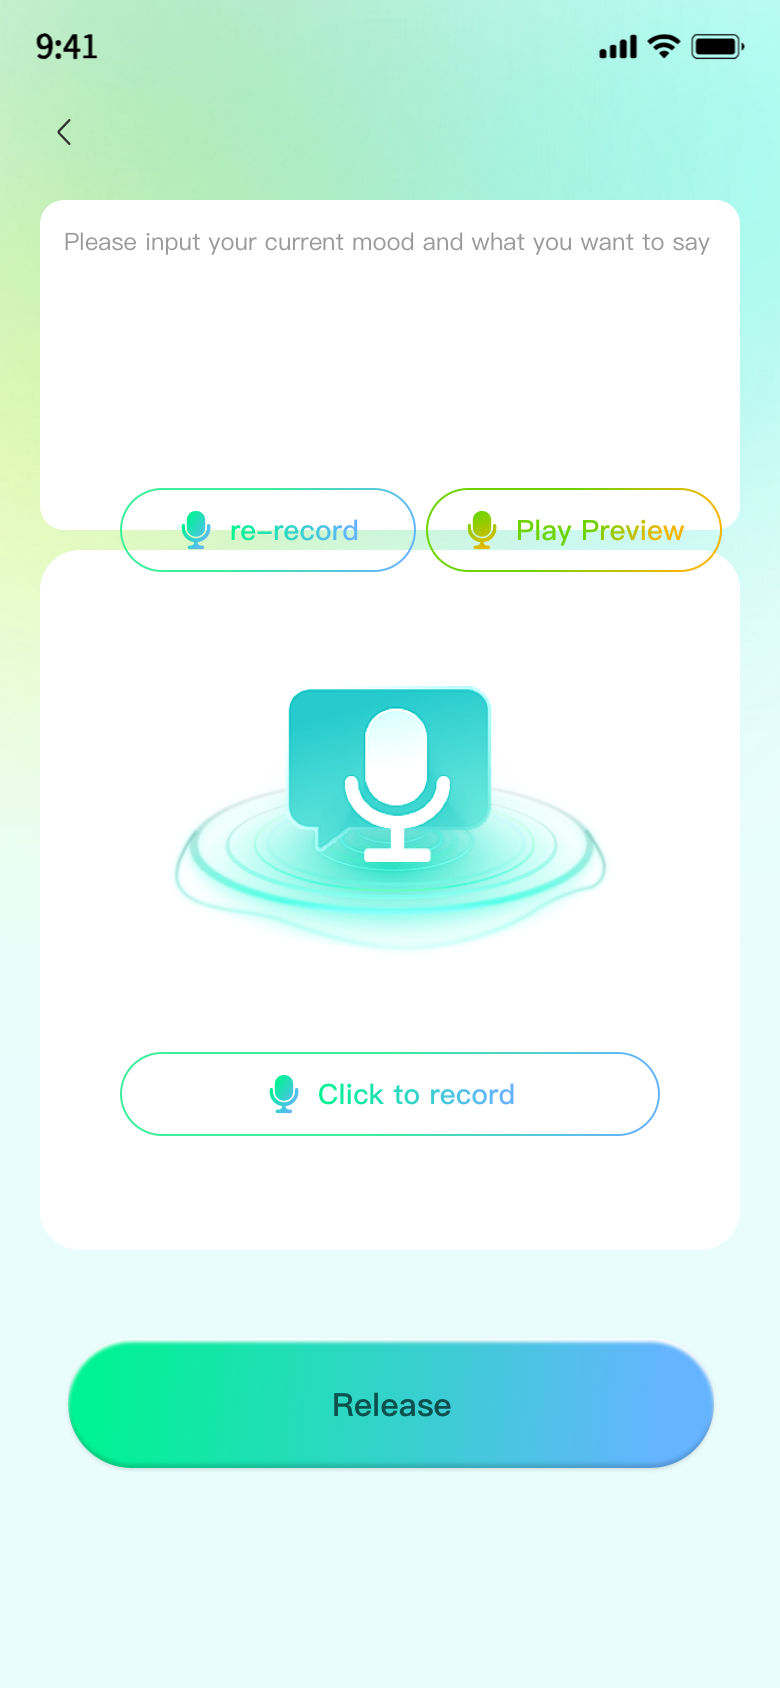 9:41
Please input your current mood and what you want to say
re-record
Play Preview
Click to record
Release